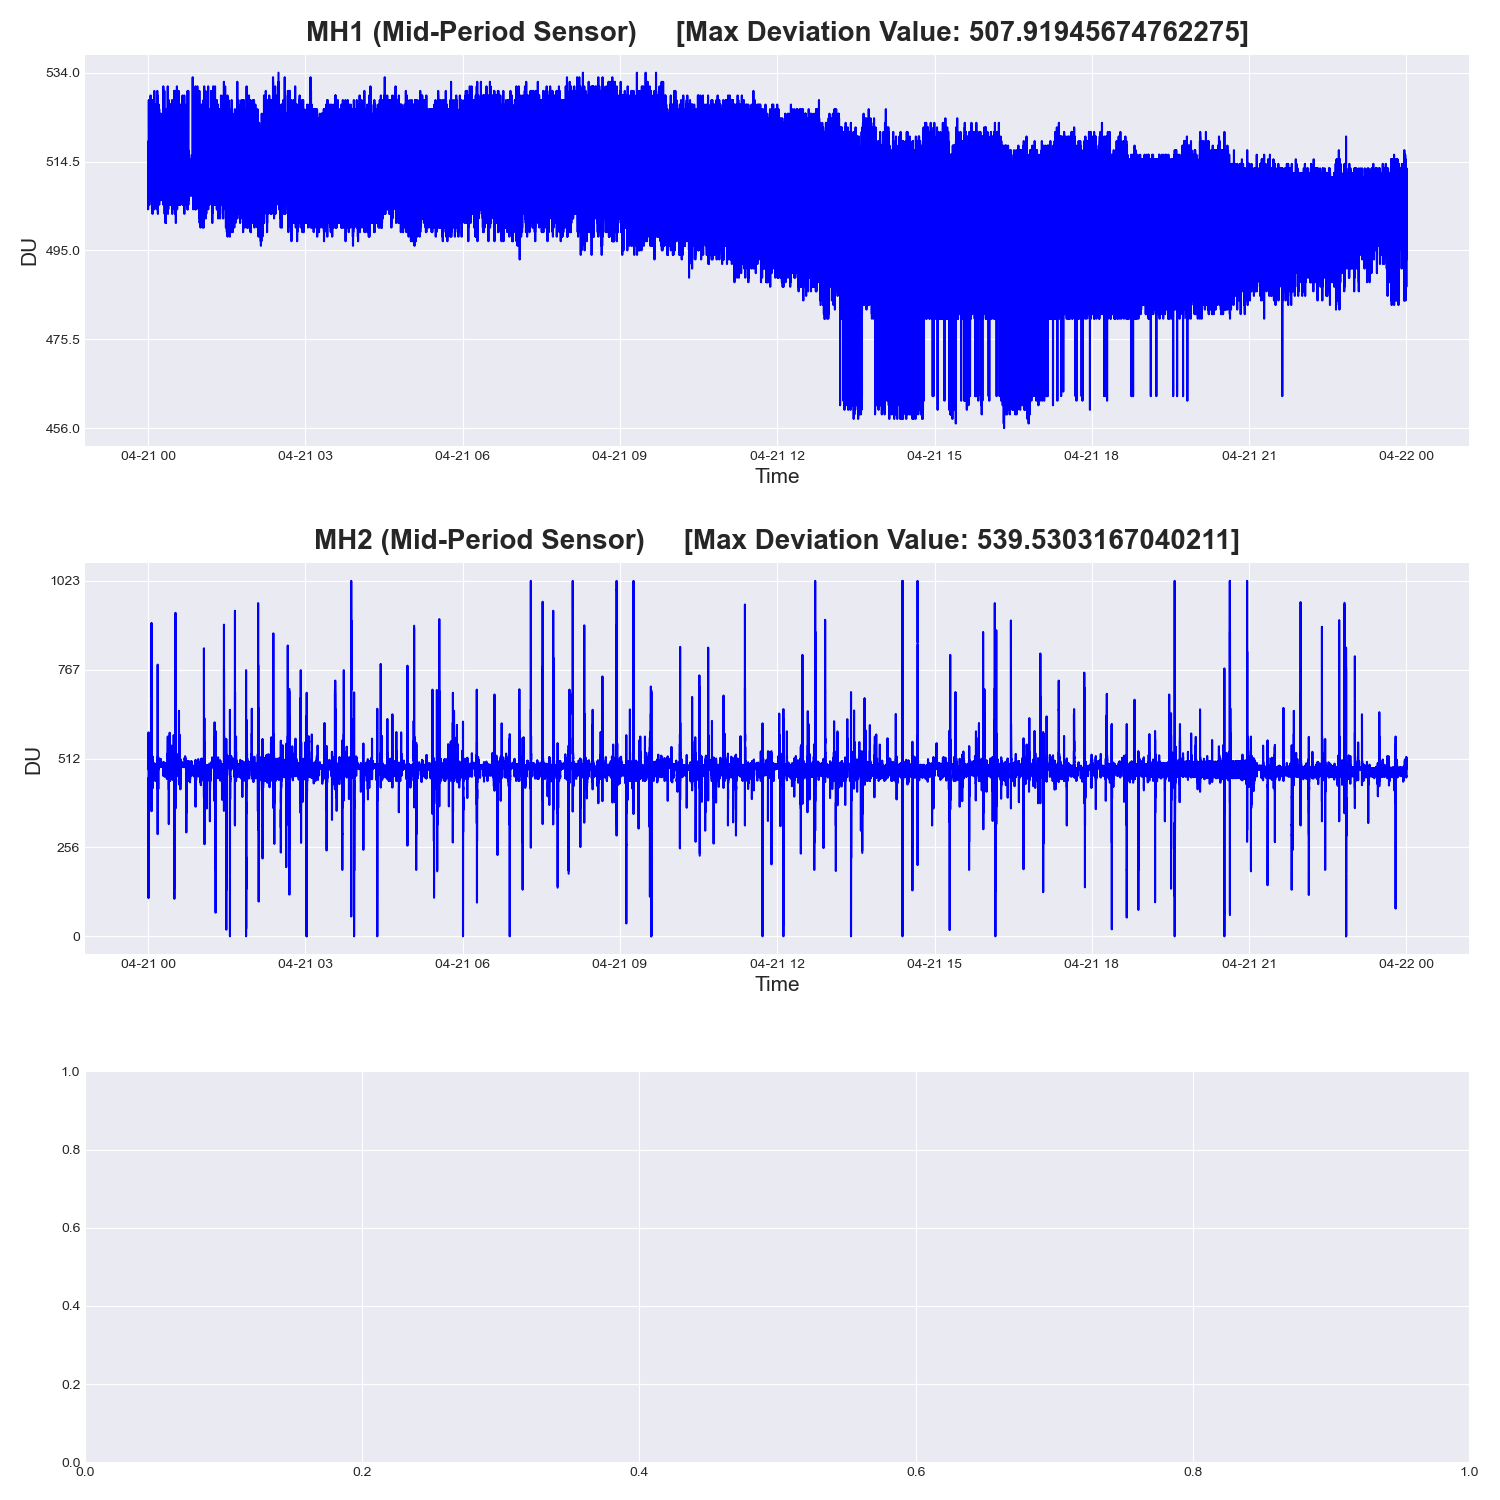 MH1 (Mid-Period Sensor) [Max Deviation Value: 507.91945674762275]
534.0
514.5
495.0
475.5
456.0
DU
04-21 00 04-21 03 04-21 06 04-21 09 04-21 12 04-21 15 04-21 18 04-21 21 04-22 00
Time
MH2 (Mid-Period Sensor) [Max Deviation Value: 539.5303167040211]
1023
767
512
256
0
DU
04-21 00 04-21 03 04-21 06 04-21 09 04-21 12 04-21 15 04-21 18 04-21 21 04-22 00
Time
1.0
0.8
0.6
0.4
0.2
0.0
0.0 0.2 0.4 0.6 0.8 1.0